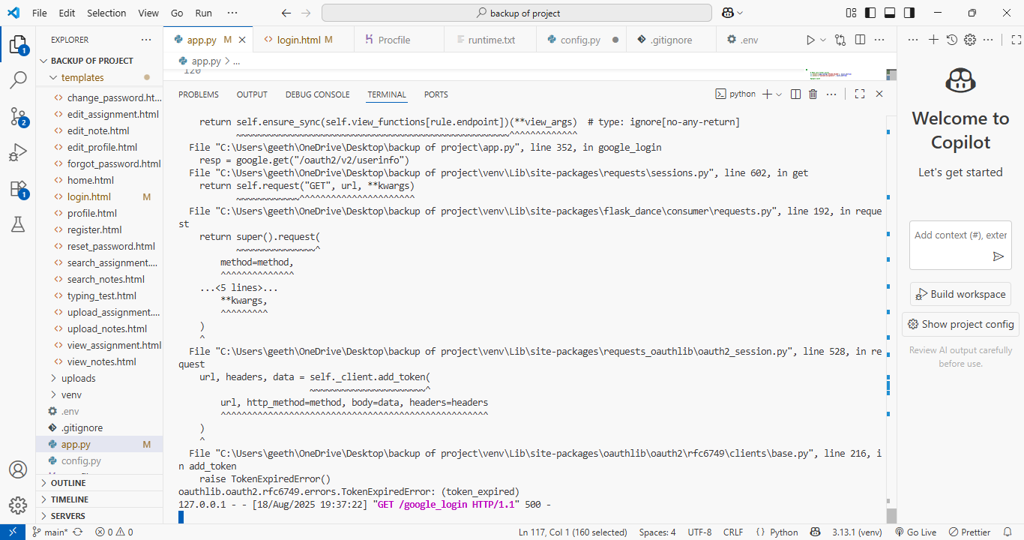 File Edit Selection View Go Run ... backup of project
EXPLORER ...
BACKUP OF PROJECT
templates
change_password.ht...
edit_assignment.html
edit_note.html
edit_profile.html
forgot_password.html
home.html
login.html M
profile.html
register.html
reset_password.html
search_assignment....
search_notes.html
typing_test.html
upload_assignment....
upload_notes.html
view_assignment.html
view_notes.html
uploads
venv
.env
.gitignore
app.py M
config.py
OUTLINE
TIMELINE
SERVERS
app.py M login.html M Procfile runtime.txt config.py .gitignore .env
app.py > ...
120
PROBLEMS OUTPUT DEBUG CONSOLE TERMINAL PORTS python
return self.ensure_sync(self.view_functions[rule.endpoint])(**view_args)  # type: ignore[no-any-return]
~~~~~~~~~~~~~~~~~~~~~~~~~~~~~~~~~~~~~~~~~~~~~~~~~~~^^^^^^^^^^^^^
File "C:\Users\geeth\OneDrive\Desktop\backup of project\app.py", line 352, in google_login
resp = google.get("/oauth2/v2/userinfo")
File "C:\Users\geeth\OneDrive\Desktop\backup of project\venv\Lib\site-packages\requests\sessions.py", line 602, in get
return self.request("GET", url, **kwargs)
~~~~~~~~~~~~^^^^^^^^^^^^^^^^^^^^^^
File "C:\Users\geeth\OneDrive\Desktop\backup of project\venv\Lib\site-packages\flask_dance\consumer\requests.py", line 192, in reque
st
return super().request(
~~~~~~~~~~~~~~~^
method=method,
^^^^^^^^^^^^^^
...<5 lines>...
**kwargs,
^^^^^^^^^
)
^
File "C:\Users\geeth\OneDrive\Desktop\backup of project\venv\Lib\site-packages\requests_oauthlib\oauth2_session.py", line 528, in re
quest
url, headers, data = self._client.add_token(
~~~~~~~~~~~~~~~~~~~~~~^
url, http_method=method, body=data, headers=headers
^^^^^^^^^^^^^^^^^^^^^^^^^^^^^^^^^^^^^^^^^^^^^^^^^^^
)
^
File "C:\Users\geeth\OneDrive\Desktop\backup of project\venv\Lib\site-packages\oauthlib\oauth2\rfc6749\clients\base.py", line 216, i
n add_token
raise TokenExpiredError()
oauthlib.oauth2.rfc6749.errors.TokenExpiredError: (token_expired)
127.0.0.1 - - [18/Aug/2025 19:37:22] "GET /google_login HTTP/1.1" 500 -
Welcome to
Copilot
Let's get started
Add context (#), exter
Build workspace
Show project config
Review AI output carefully
before use.
main* 0 0 Ln 117, Col 1 (160 selected) Spaces: 4 UTF-8 CRLF {} Python 3.13.1 (venv) Go Live Prettier